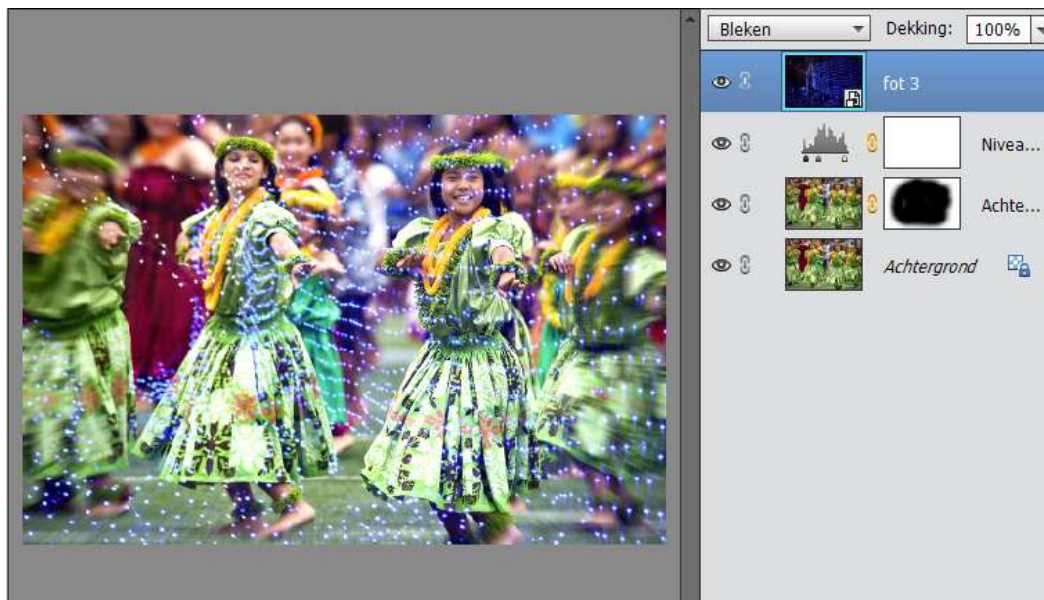 Bleken Dekking: 100%
fot 3
Nivea...
Achte...
Achtergrond